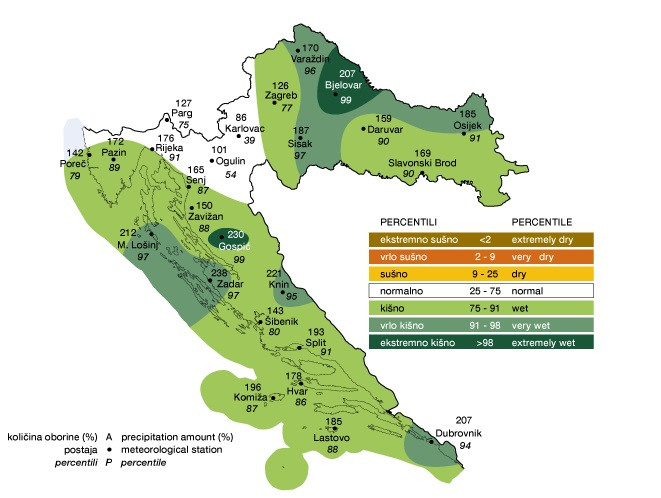 170
Varaždin
96
207
Bjelovar
99
126
Zagreb
77
127
Parg
75
86
Karlovac
39
187
Sisak
97
159
Daruvar
90
185
Osijek
91
169
Slavonski Brod
90
142
Poreč
79
172
Pazin
89
176
Rijeka
91
101
Ogulin
54
165
Senj
87
150
Zavižan
88
212
M. Lošinj
97
230
Gospić
99
238
Zadar
97
221
Knin
95
143
Šibenik
80
193
Split
91
178
Hvar
86
196
Komiža
87
185
Lastovo
88
207
Dubrovnik
94
PERCENTILI PERCENTILE
ekstremno sušno <2 extremely dry
vrlo sušno 2 - 9 very dry
sušno 9 - 25 dry
normalno 25 - 75 normal
kišno 75 - 91 wet
vrlo kišno 91 - 98 very wet
ekstremno kišno >98 extremely wet
količina oborine (%) A precipitation amount (%)
postaja • meteorological station
percentili P percentile